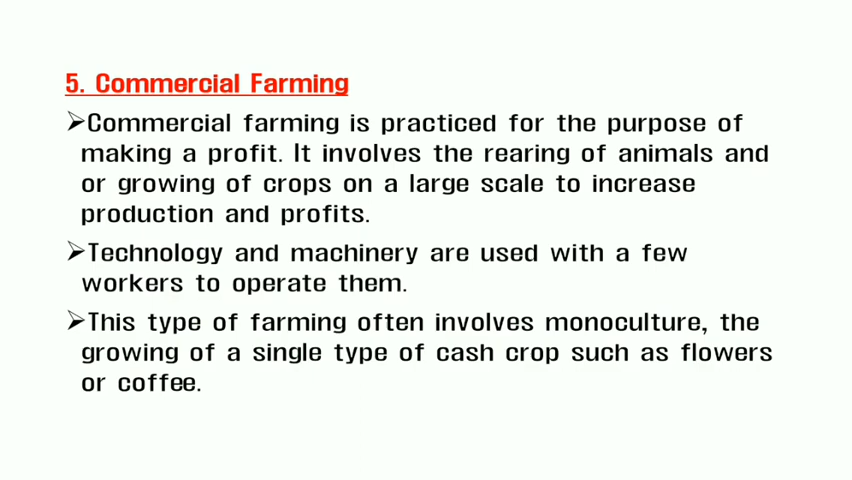 5. Commercial Farming
➢Commercial farming is practiced for the purpose of
making a profit. It involves the rearing of animals and
or growing of crops on a large scale to increase
production and profits.
➢Technology and machinery are used with a few
workers to operate them.
➢This type of farming often involves monoculture, the
growing of a single type of cash crop such as flowers
or coffee.